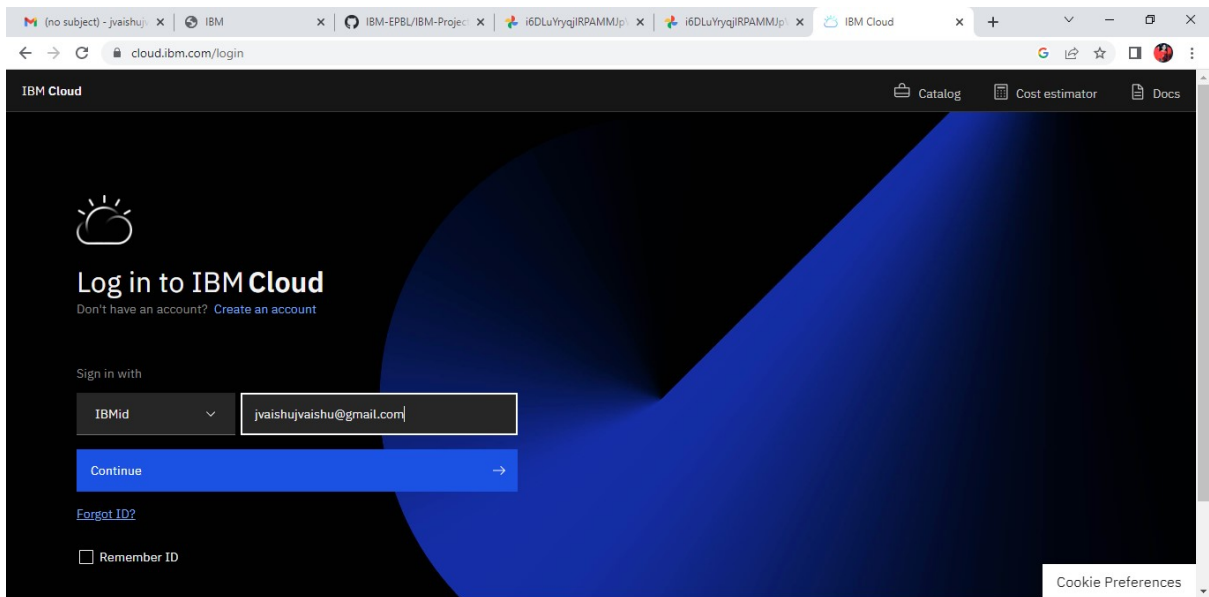 (no subject) - jvaishuj IBM IBM-EPBL/IBM-Project i6DLuYryqjIRPAMMJp\ i6DLuYryqjIRPAMMJp\ IBM Cloud
cloud.ibm.com/login
IBM Cloud Catalog Cost estimator Docs
Log in to IBM Cloud
Don't have an account? Create an account
Sign in with
IBMid jvaishujvaishu@gmail.com
Continue
Forgot ID?
Remember ID
Cookie Preferences